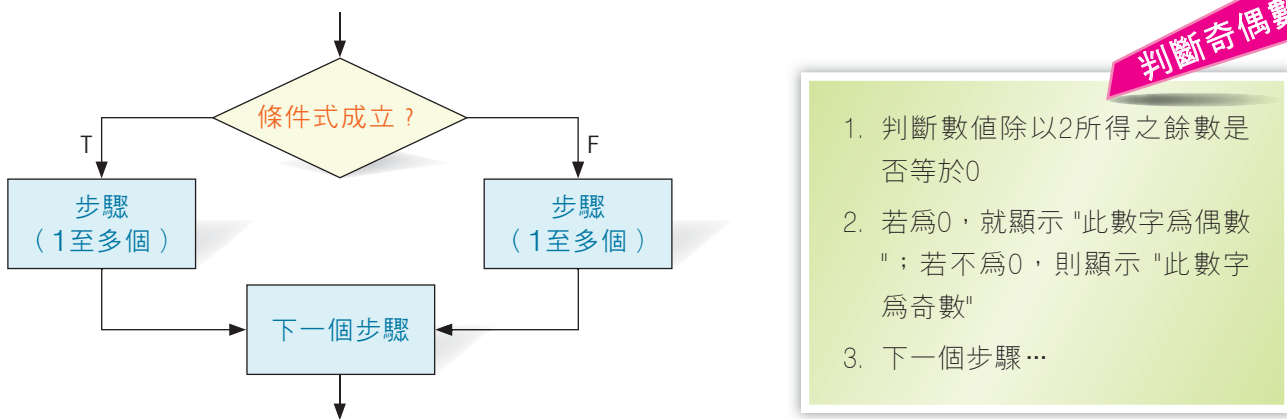 條件式成立？
T
F
步驟
（1至多個）
步驟
（1至多個）
下一個步驟
判斷奇偶數
1. 判斷數值除以2所得之餘數是
否等於0
2. 若為0，就顯示 "此數字為偶數
"；若不為0，則顯示 "此數字
為奇數"
3. 下一個步驟…